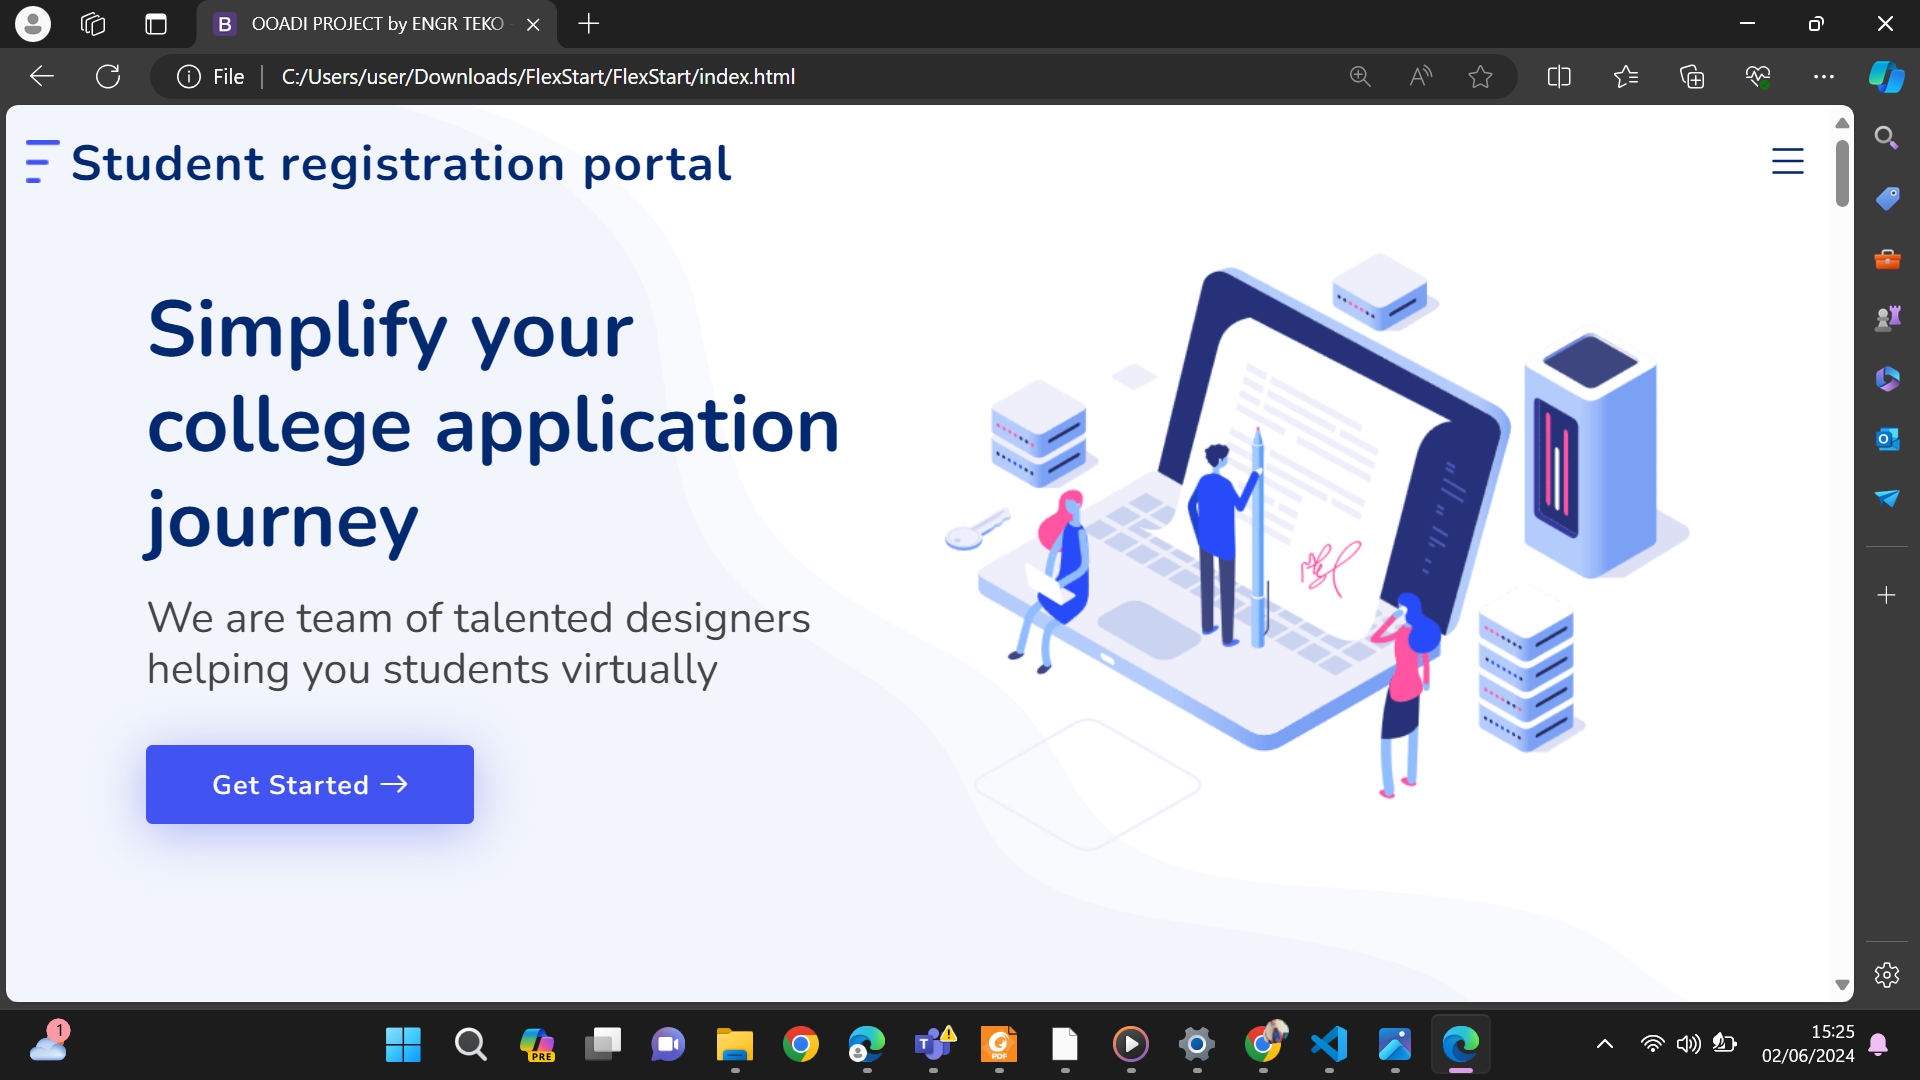 OOADI PROJECT by ENGR TEKO
File
C:/Users/user/Downloads/FlexStart/FlexStart/index.html
Student registration portal
Simplify your
college application
journey
We are team of talented designers
helping you students virtually
Get Started →
1
PRE
PDF
15:25
02/06/2024